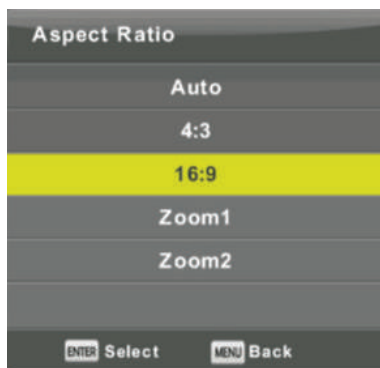 Aspect Ratio
Auto
4:3
16:9
Zoom1
Zoom2
ENTER Select MENU Back